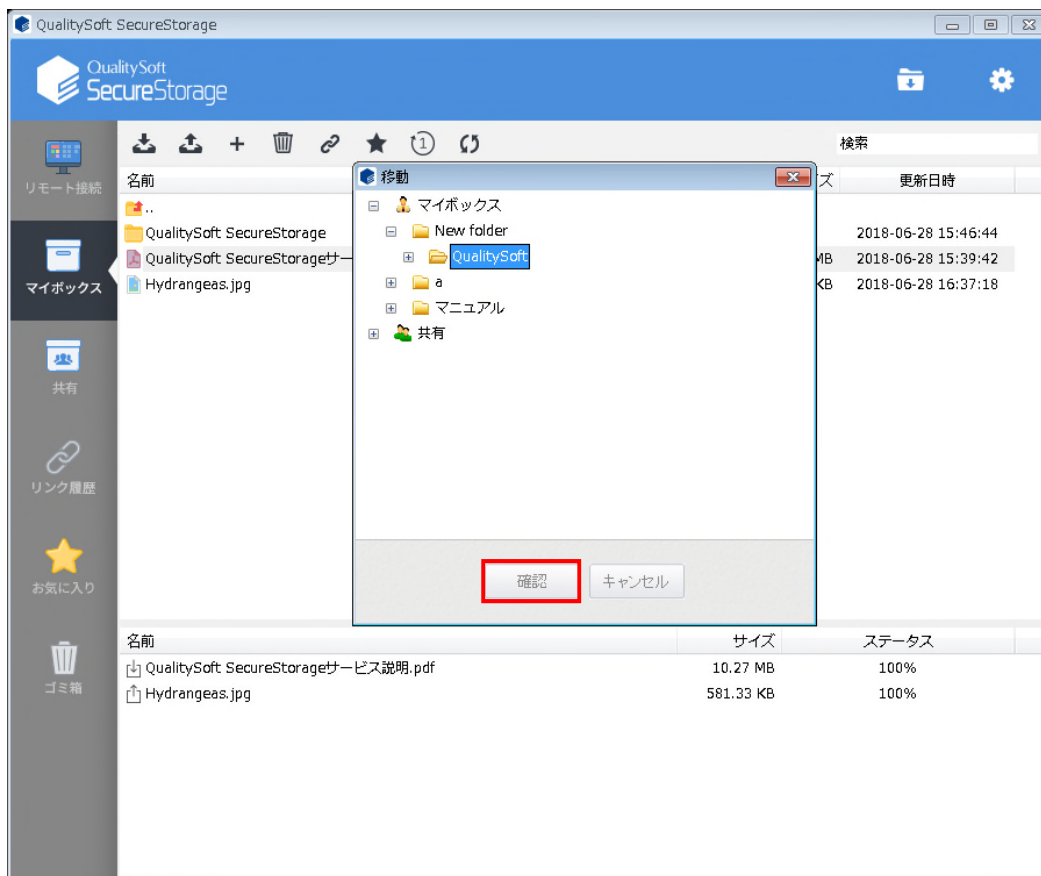 QualitySoft SecureStorage
QualitySoft
SecureStorage
検索
リモート接続
マイボックス
共有
リンク履歴
お気に入り
ゴミ箱
名前 ズ 更新日時
..
QualitySoft SecureStorage 2018-06-28 15:46:44
QualitySoft SecureStorageサー MB 2018-06-28 15:39:42
Hydrangeas.jpg KB 2018-06-28 16:37:18
移動
マイボックス
New folder
QualitySoft
a
マニュアル
共有
確認 キャンセル
名前 サイズ ステータス
QualitySoft SecureStorageサービス説明.pdf 10.27 MB 100%
Hydrangeas.jpg 581.33 KB 100%